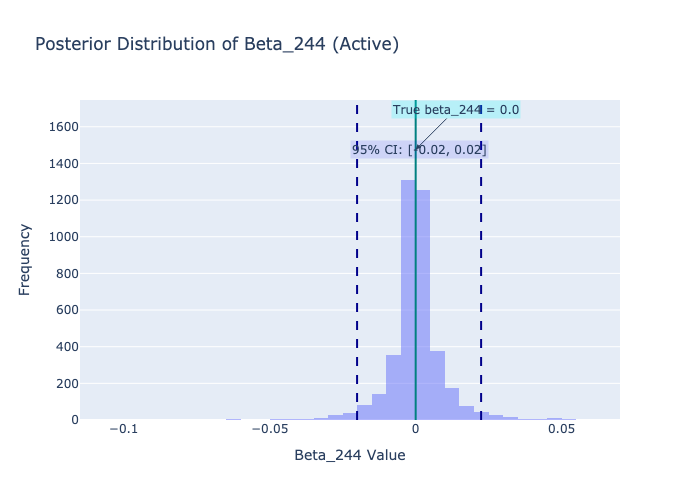 Posterior Distribution of Beta_244 (Active)
True beta_244 = 0.0
95% CI: [-0.02, 0.02]
1600
1400
1200
1000
800
600
400
200
0
Frequency
−0.1
−0.05
0
0.05
Beta_244 Value